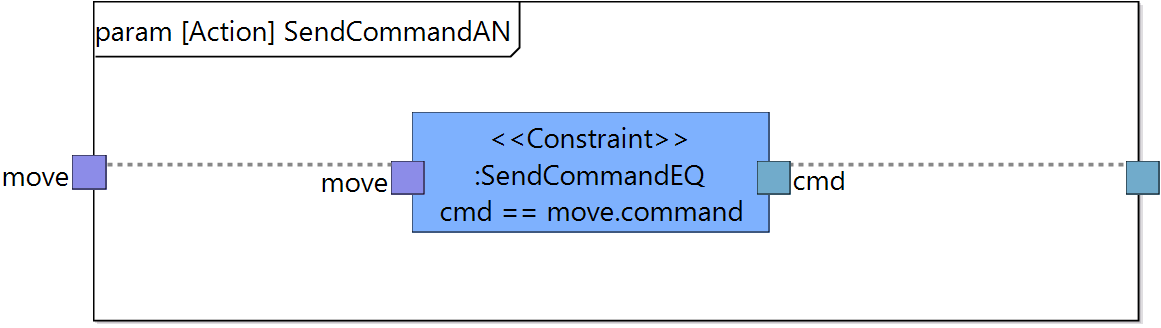 param [Action] SendCommandAN
<<Constraint>>
move
move
:SendCommandEQ
cmd
cmd == move.command